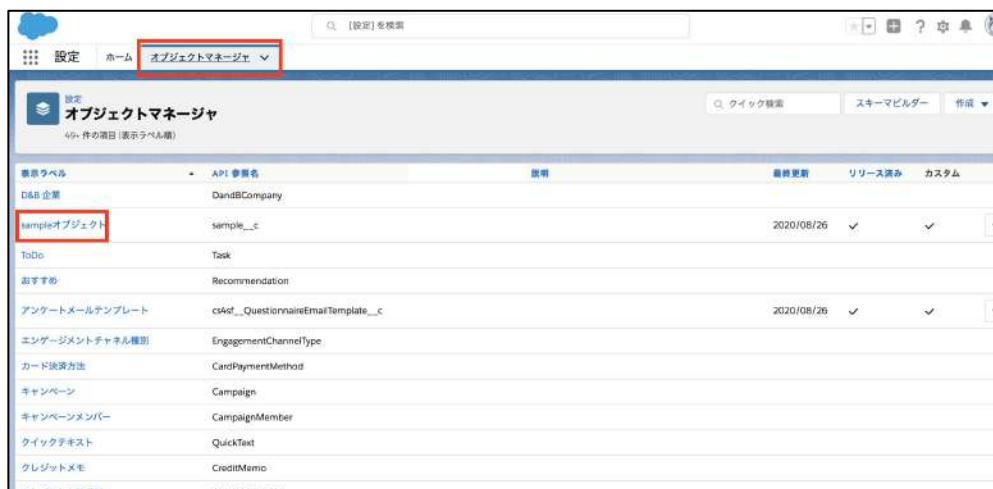 [設定] を検索
設定 ホーム オブジェクトマネージャ
設定
オブジェクトマネージャ
49+ 件の項目 (表示ラベル順)
クイック検索 スキーマビルダー 作成
表示ラベル API 参照名 説明 最終更新 リリース済み カスタム
D&B 企業 DandBCompany
sampleオブジェクト sample__c 2020/08/26
ToDo Task
おすすめ Recommendation
アンケートメールテンプレート cs4sf__QuestionnaireEmailTemplate__c 2020/08/26
エンゲージメントチャネル種別 EngagementChannelType
カード決済方法 CardPaymentMethod
キャンペーン Campaign
キャンペーンメンバー CampaignMember
クイックテキスト QuickText
クレジットメモ CreditMemo